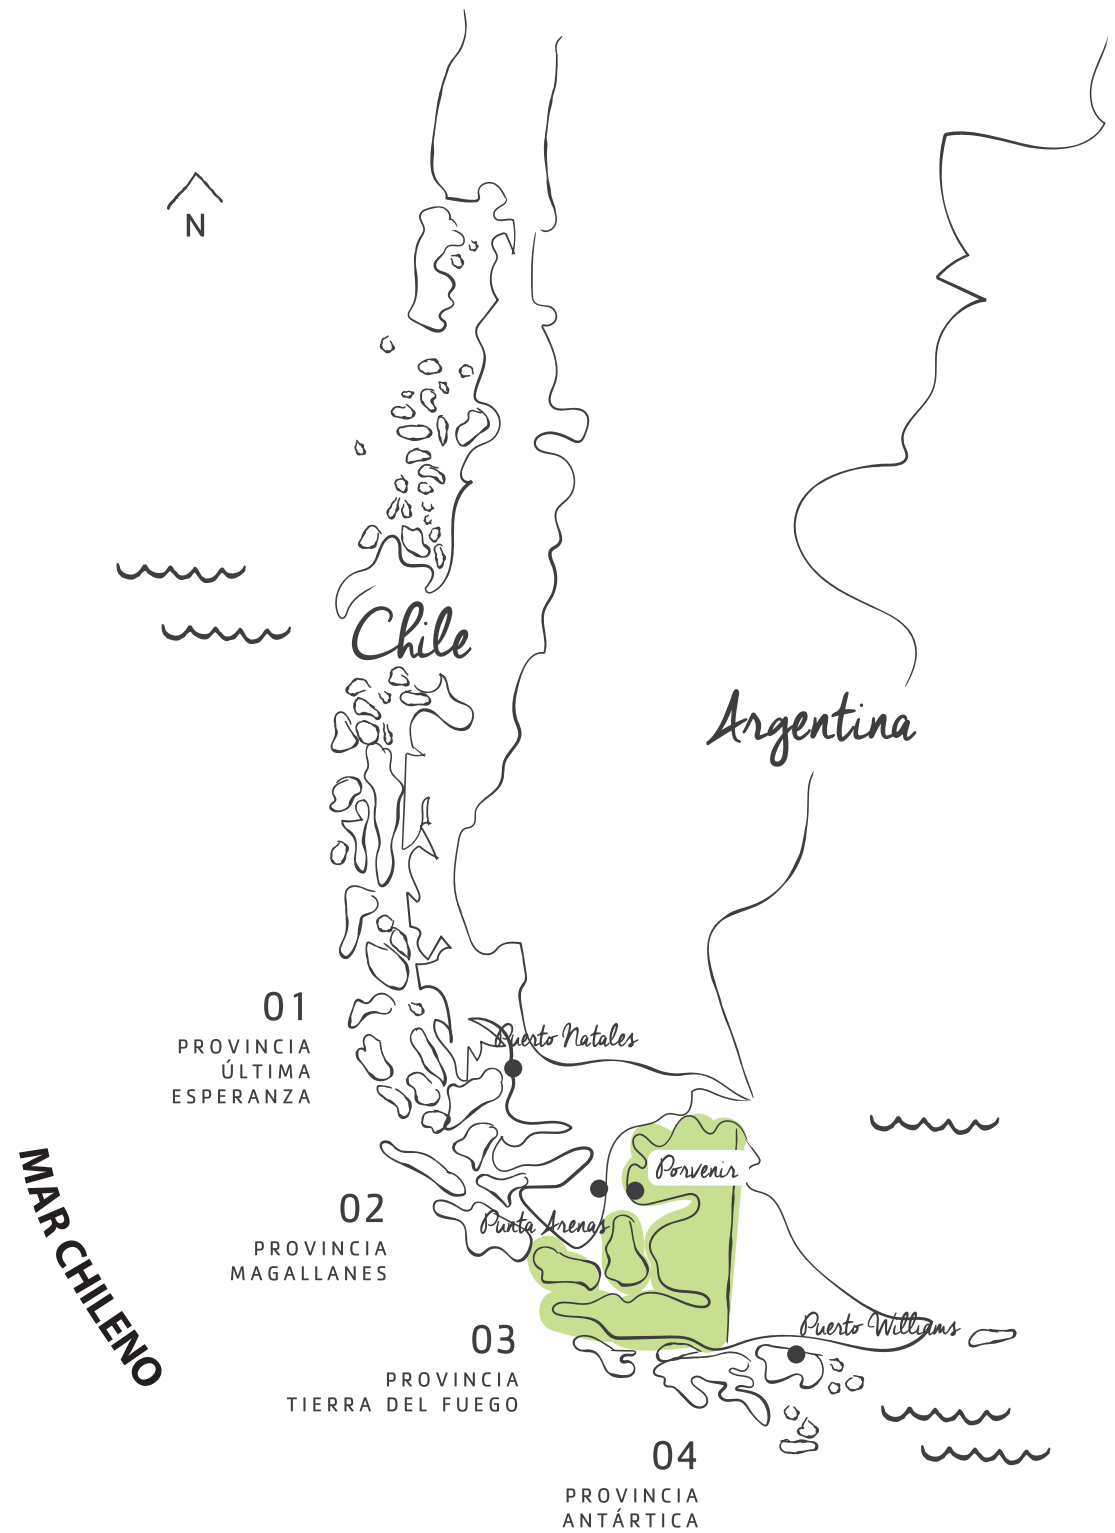 N
Chile
Argentina
01
PROVINCIA
ÚLTIMA
ESPERANZA
Puerto Natales
MAR CHILENO
Porvenir
02
PROVINCIA
MAGALLANES
Punta Arenas
03
PROVINCIA
TIERRA DEL FUEGO
Puerto Williams
04
PROVINCIA
ANTÁRTICA